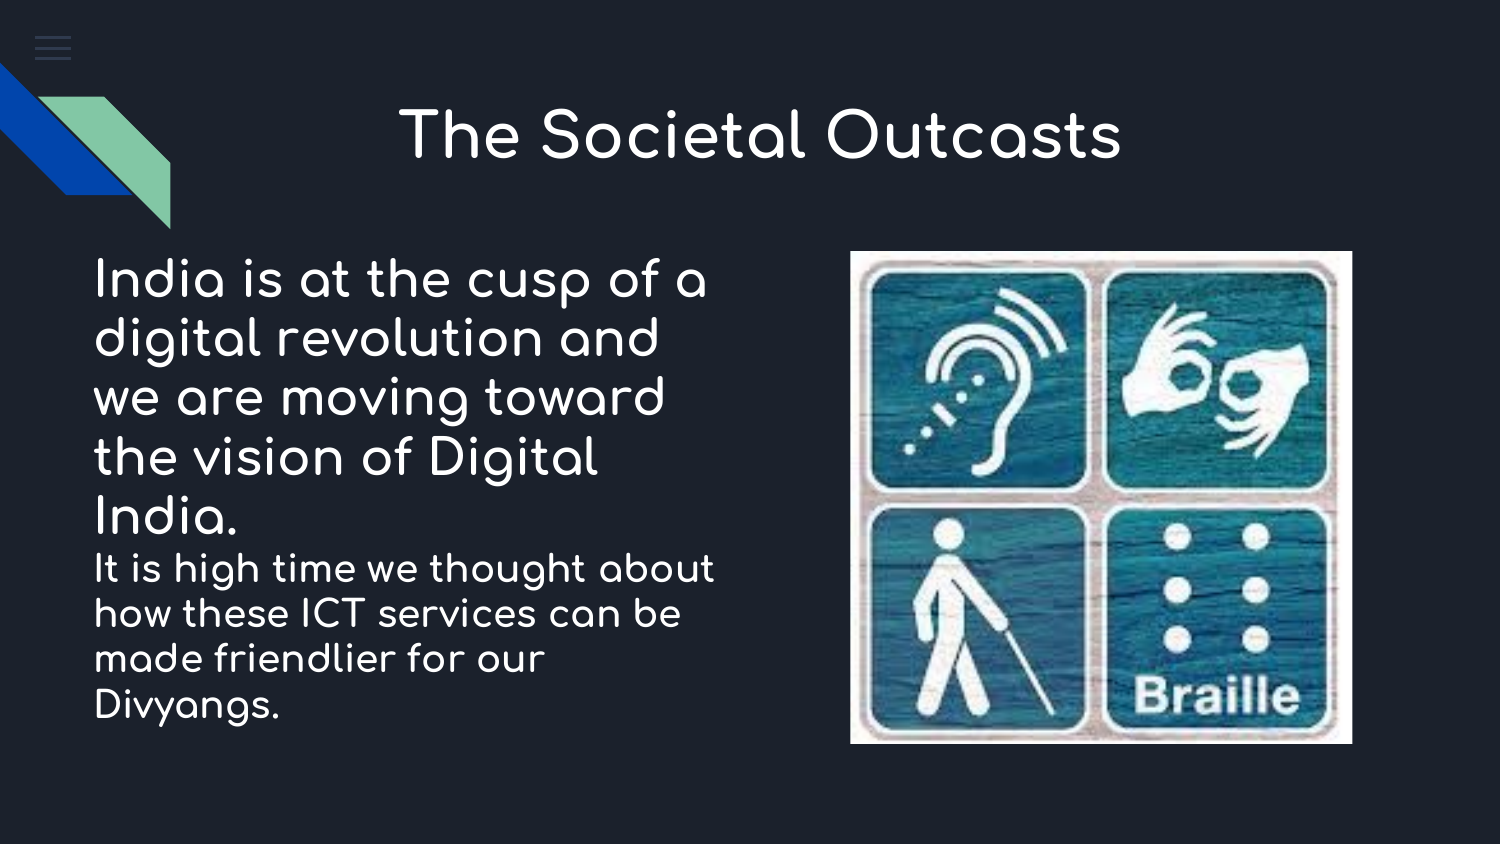 The Societal Outcasts
India is at the cusp of a
digital revolution and
we are moving toward
the vision of Digital
India.
It is high time we thought about
how these ICT services can be
made friendlier for our
Divyangs.
Braille